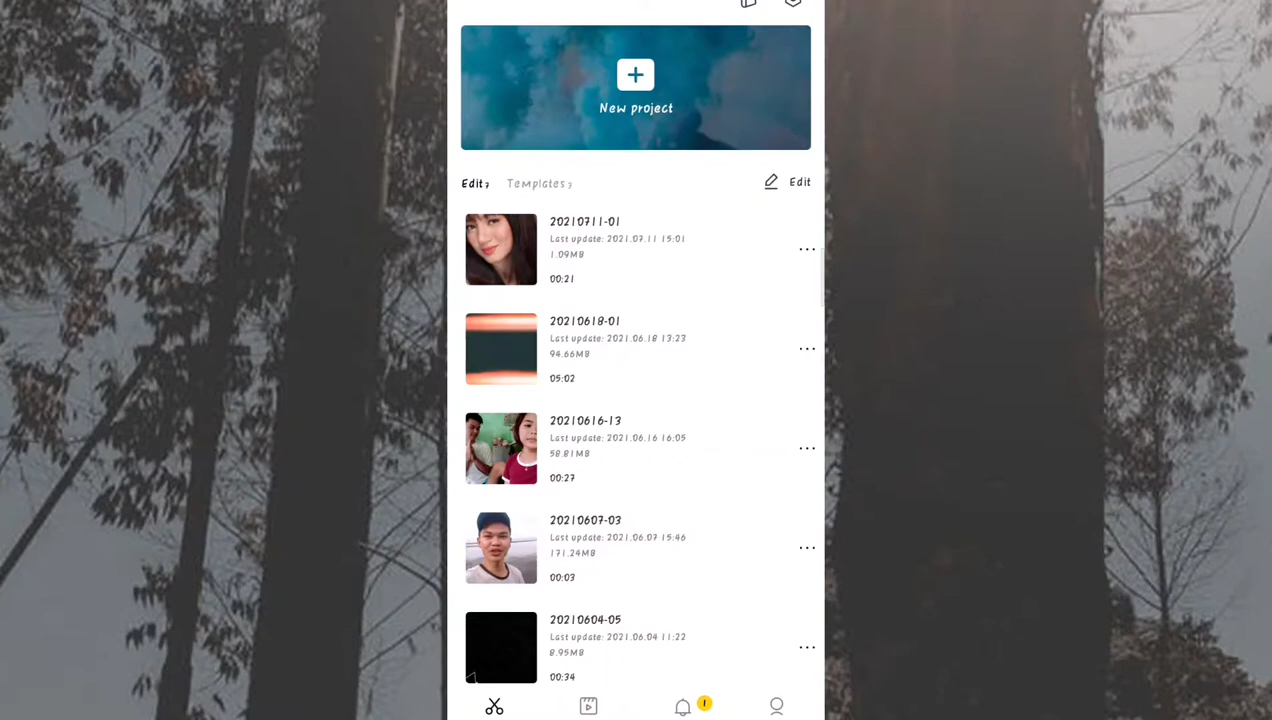 New project
Edit 7 Templates 3 Edit
20210711-01
Last update: 2021.07.11 15:01
1.09MB
00:21
20210618-01
Last update: 2021.06.18 13:23
94.66MB
05:02
20210616-13
Last update: 2021.06.16 16:05
58.81MB
00:27
20210607-03
Last update: 2021.06.07 15:46
171.24MB
00:03
20210604-05
Last update: 2021.06.04 11:22
8.95MB
00:34
1